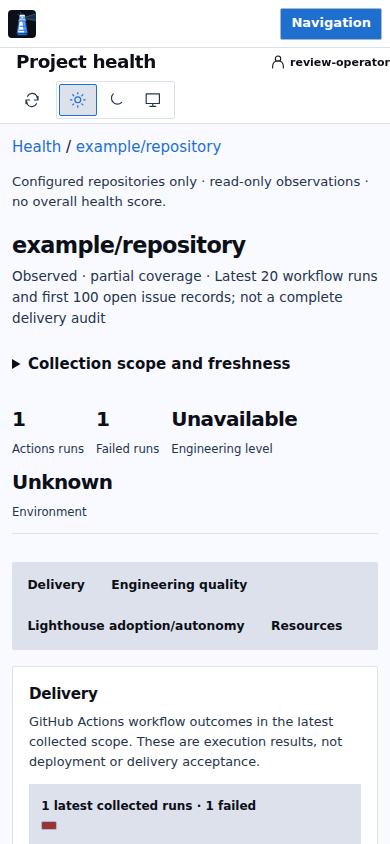 Navigation
Project health
review-operator
Health / example/repository
Configured repositories only · read-only observations ·
no overall health score.
example/repository
Observed · partial coverage · Latest 20 workflow runs
and first 100 open issue records; not a complete
delivery audit
Collection scope and freshness
1 1 Unavailable
Actions runs Failed runs Engineering level
Unknown
Environment
Delivery Engineering quality
Lighthouse adoption/autonomy Resources
Delivery
GitHub Actions workflow outcomes in the latest
collected scope. These are execution results, not
deployment or delivery acceptance.
1 latest collected runs · 1 failed